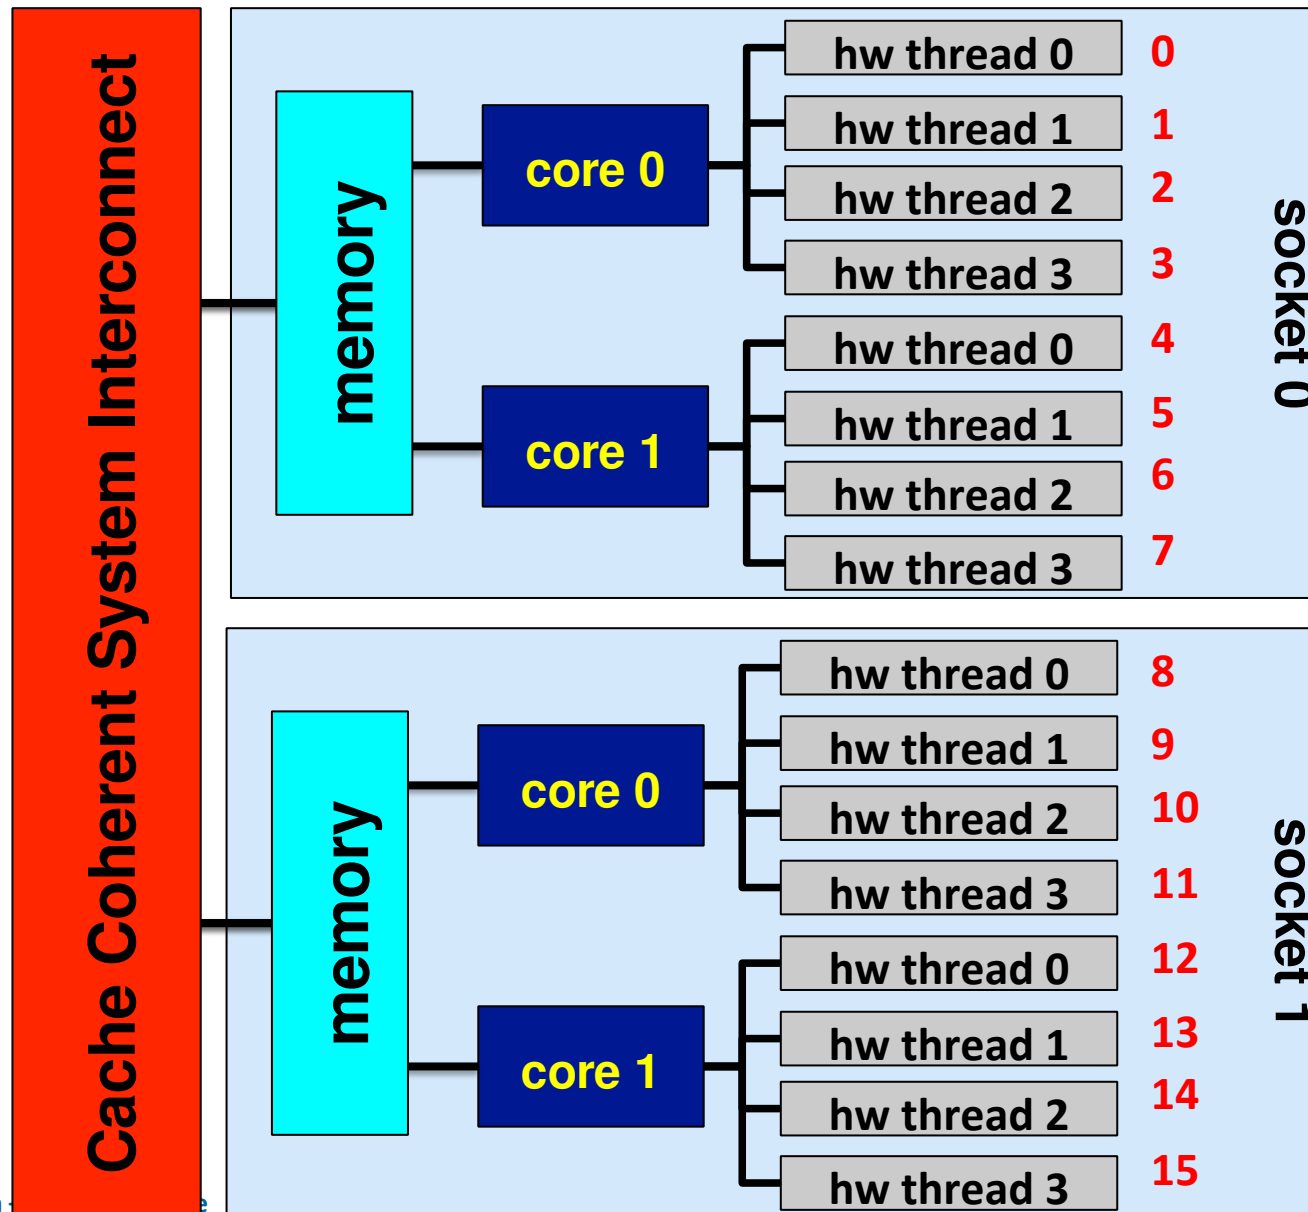 Cache Coherent System Interconnect
memory
core 0
hw thread 0 0
hw thread 1 1
hw thread 2 2
hw thread 3 3
core 1
hw thread 0 4
hw thread 1 5
hw thread 2 6
hw thread 3 7
socket 0
memory
core 0
hw thread 0 8
hw thread 1 9
hw thread 2 10
hw thread 3 11
core 1
hw thread 0 12
hw thread 1 13
hw thread 2 14
hw thread 3 15
socket 1